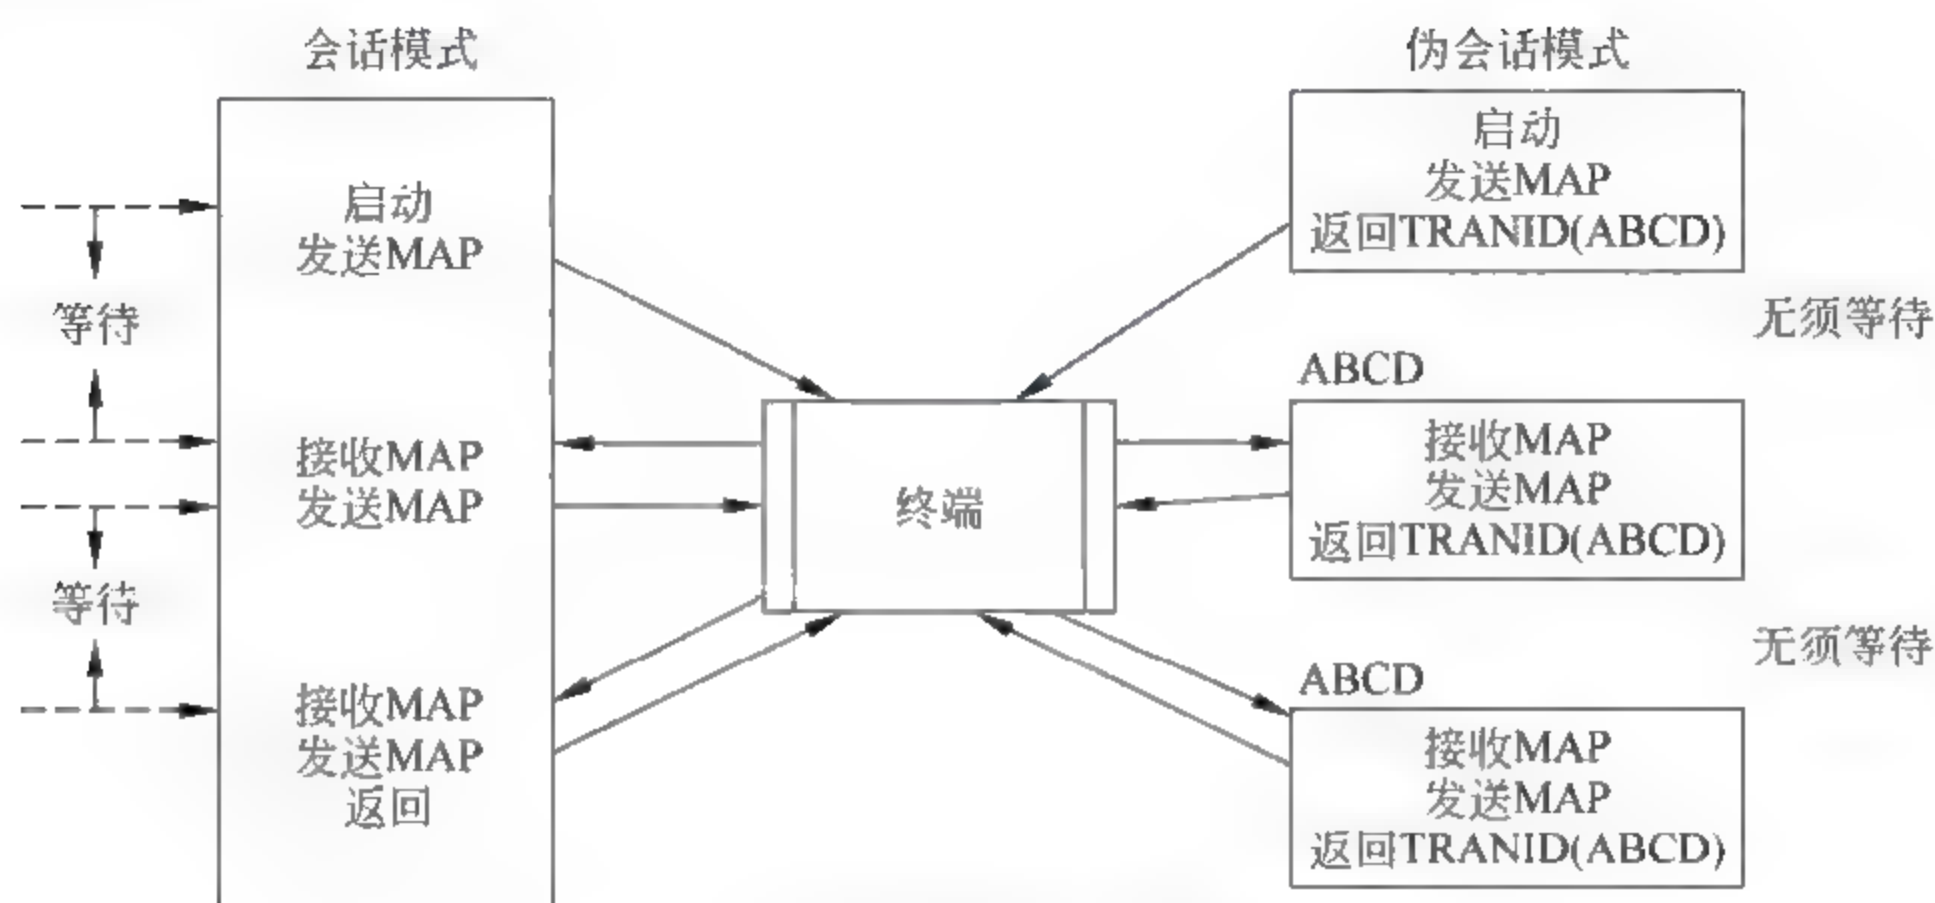 会话模式
启动
发送MAP
等待
接收MAP
发送MAP
等待
接收MAP
发送MAP
返回
终端
伪会话模式
启动
发送MAP
返回TRANID(ABCD)
无须等待
ABCD
接收MAP
发送MAP
返回TRANID(ABCD)
无须等待
ABCD
接收MAP
发送MAP
返回TRANID(ABCD)